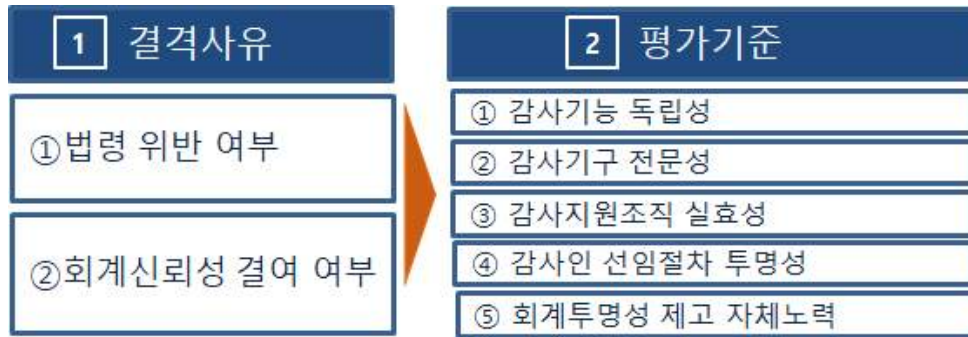 1 결격사유
①법령 위반 여부
②회계신뢰성 결여 여부
2 평가기준
① 감사기능 독립성
② 감사기구 전문성
③ 감사지원조직 실효성
④ 감사인 선임절차 투명성
⑤ 회계투명성 제고 자체노력